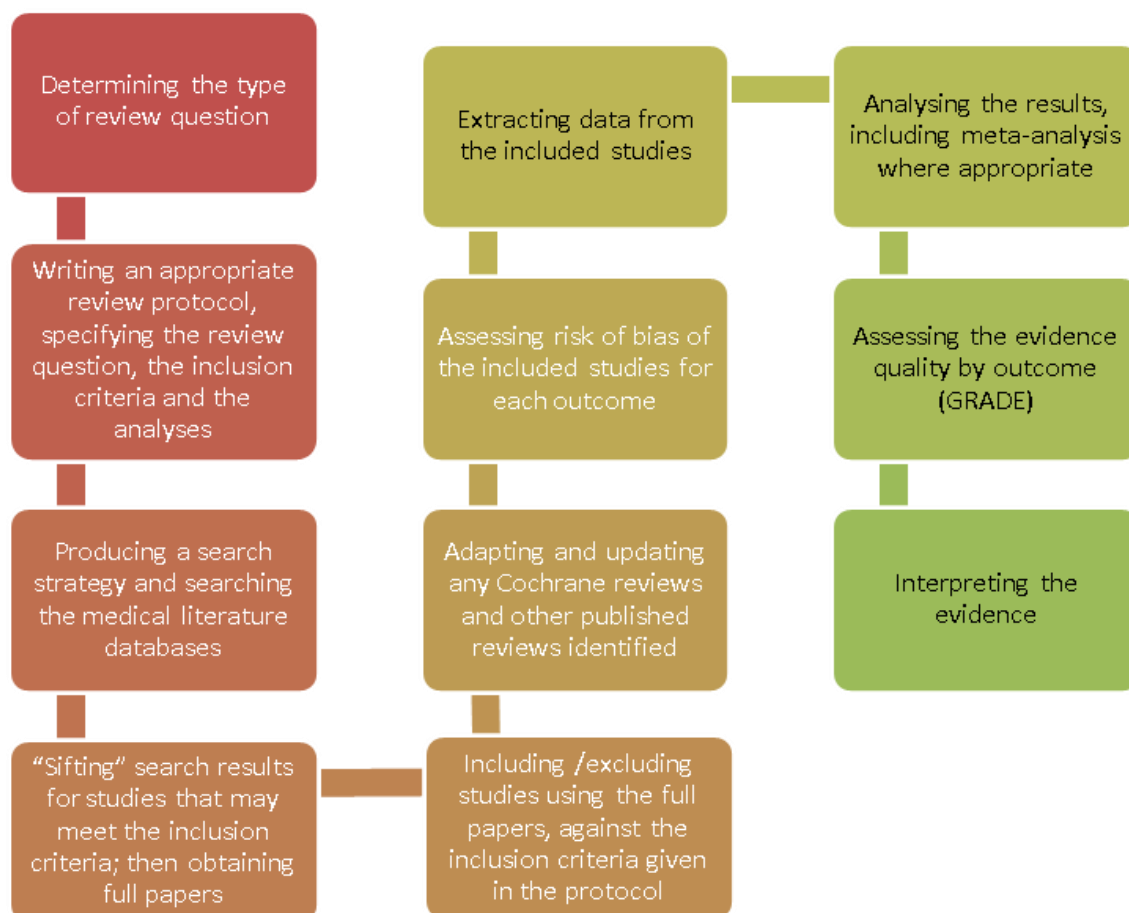 Determining the type
of review question
Writing an appropriate
review protocol,
specifying the review
question, the inclusion
criteria and the
analyses
Producing a search
strategy and searching
the medical literature
databases
“Sifting” search results
for studies that may
meet the inclusion
criteria; then obtaining
full papers
Including /excluding
studies using the full
papers, against the
inclusion criteria given
in the protocol
Adapting and updating
any Cochrane reviews
and other published
reviews identified
Assessing risk of bias of
the included studies for
each outcome
Extracting data from
the included studies
Analysing the results,
including meta-analysis
where appropriate
Assessing the evidence
quality by outcome
(GRADE)
Interpreting the
evidence